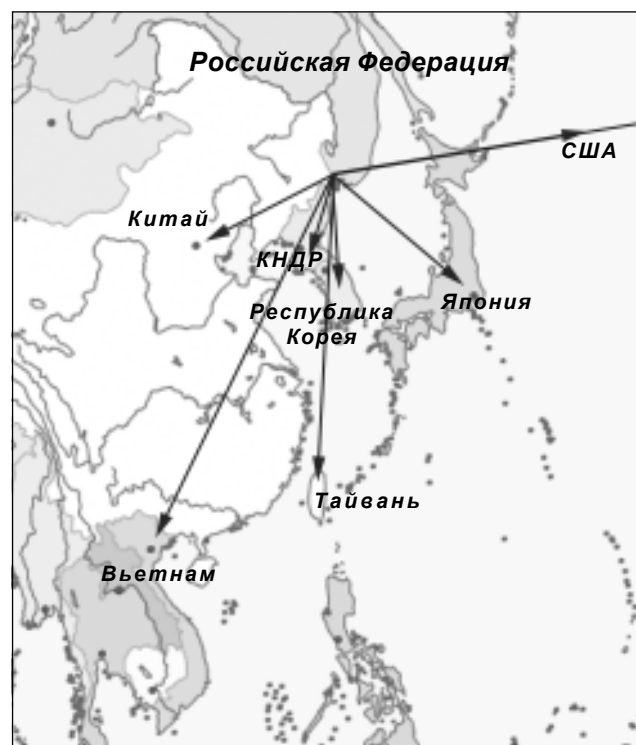 Российская Федерация
США
Китай
КНДР
Республика
Корея
Япония
Тайвань
Вьетнам